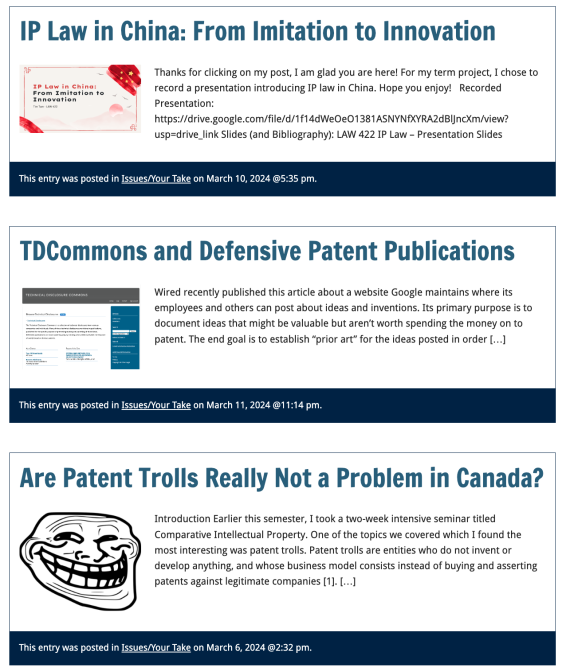 IP Law in China: From Imitation to Innovation
IP Law in China:
From Imitation to
Innovation
Thanks for clicking on my post, I am glad you are here! For my term project, I chose to
record a presentation introducing IP law in China. Hope you enjoy! Recorded
Presentation:
https://drive.google.com/file/d/1f14dWeOeO1381ASNYNfXYRA2dBlJncXm/view?
usp=drive_link Slides (and Bibliography): LAW 422 IP Law – Presentation Slides
This entry was posted in Issues/Your Take on March 10, 2024 @5:35 pm.
TDCommons and Defensive Patent Publications
TECHNICAL DISCLOSURE COMMONS
Wired recently published this article about a website Google maintains where its
employees and others can post about ideas and inventions. Its primary purpose is to
document ideas that might be valuable but aren’t worth spending the money on to
patent. The end goal is to establish “prior art” for the ideas posted in order […]
This entry was posted in Issues/Your Take on March 11, 2024 @11:14 pm.
Are Patent Trolls Really Not a Problem in Canada?
Introduction Earlier this semester, I took a two-week intensive seminar titled
Comparative Intellectual Property. One of the topics we covered which I found the
most interesting was patent trolls. Patent trolls are entities who do not invent or
develop anything, and whose business model consists instead of buying and asserting
patents against legitimate companies [1]. […]
This entry was posted in Issues/Your Take on March 6, 2024 @2:32 pm.